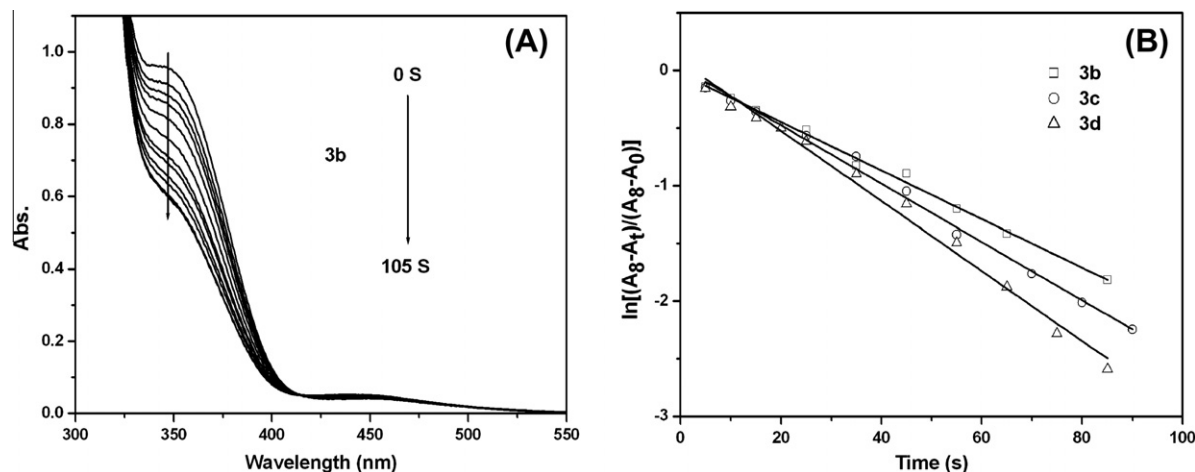 (A)
1.0
0.8
0.6
0.4
0.2
0.0
Abs.
0 S
3b
105 S
300 350 400 450 500 550
Wavelength (nm)
(B)
0
-1
-2
-3
ln[(A8-At)/(A8-A0)]
3b
3c
3d
0 20 40 60 80 100
Time (s)